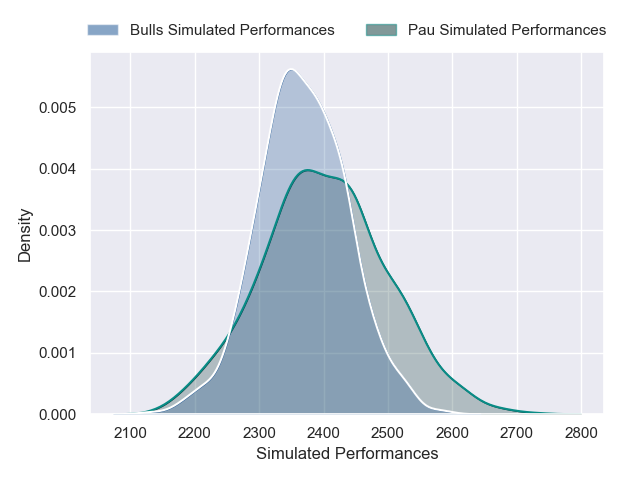 Bulls Simulated Performances
Pau Simulated Performances
0.005
0.004
0.003
0.002
0.001
0.000
Density
2100 2200 2300 2400 2500 2600 2700 2800
Simulated Performances